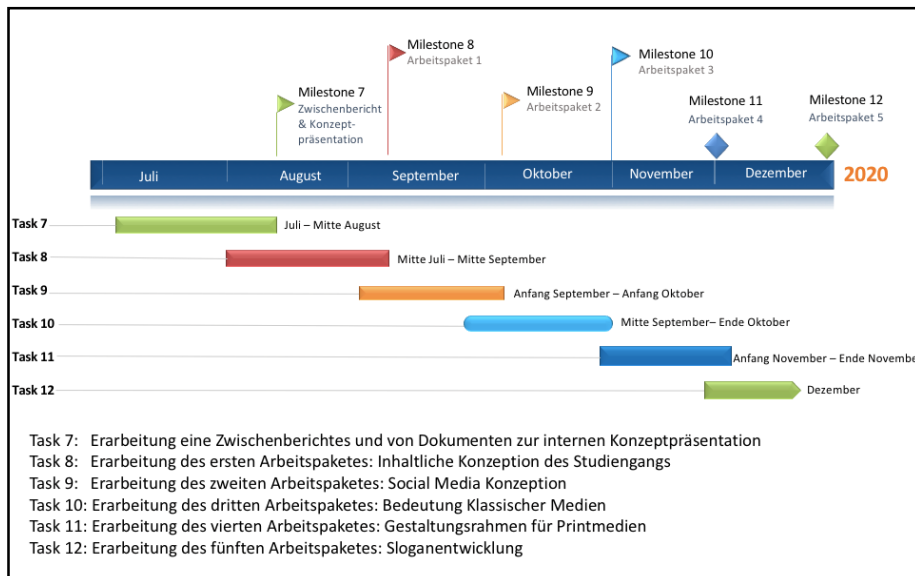 Milestone 8
Arbeitspaket 1
Milestone 10
Arbeitspaket 3
Milestone 7
Zwischenbericht
& Konzept-
präsentation
Milestone 9
Arbeitspaket 2
Milestone 11
Arbeitspaket 4
Milestone 12
Arbeitspaket 5
Juli August September Oktober November Dezember 2020
Task 7 Juli – Mitte August
Task 8 Mitte Juli – Mitte September
Task 9 Anfang September – Anfang Oktober
Task 10 Mitte September– Ende Oktober
Task 11 Anfang November – Ende November
Task 12 Dezember
Task 7: Erarbeitung eine Zwischenberichtes und von Dokumenten zur internen Konzeptpräsentation
Task 8: Erarbeitung des ersten Arbeitspaketes: Inhaltliche Konzeption des Studiengangs
Task 9: Erarbeitung des zweiten Arbeitspaketes: Social Media Konzeption
Task 10: Erarbeitung des dritten Arbeitspaketes: Bedeutung Klassischer Medien
Task 11: Erarbeitung des vierten Arbeitspaketes: Gestaltungsrahmen für Printmedien
Task 12: Erarbeitung des fünften Arbeitspaketes: Sloganentwicklung